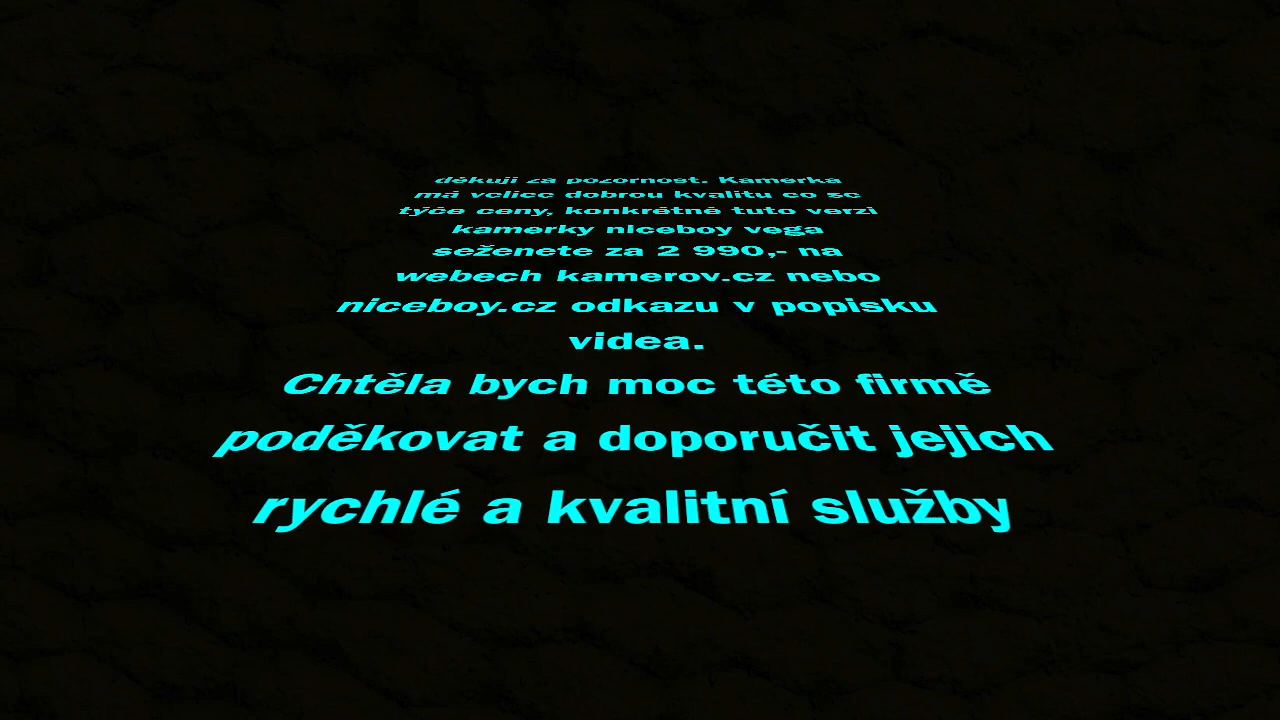 děkuji za pozornost. Kamerka
má velice dobrou kvalitu co se
týče ceny, konkrétně tuto verzi
kamerky niceboy vega
seženete za 2 990,- na
webech kamerov.cz nebo
niceboy.cz odkazu v popisku
videa.
Chtěla bych moc této firmě
poděkovat a doporučit jejich
rychlé a kvalitní služby